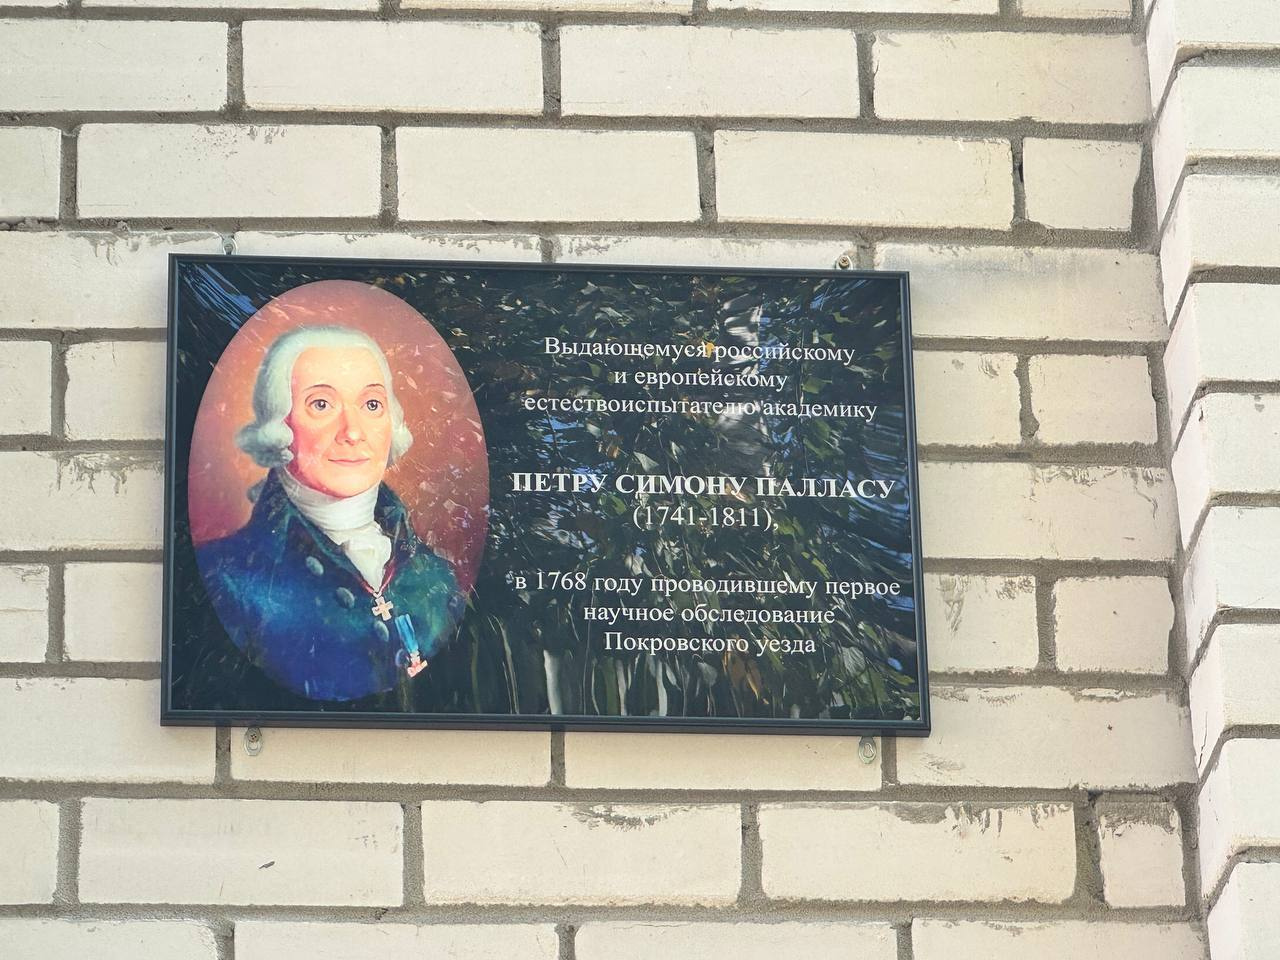 Выдающемуся российскому
и европейскому
естествоиспытателю академику
ПЕТРУ СИМОНУ ПАЛЛАСУ
(1741-1811),
в 1768 году проводившему первое
научное обследование
Покровского уезда